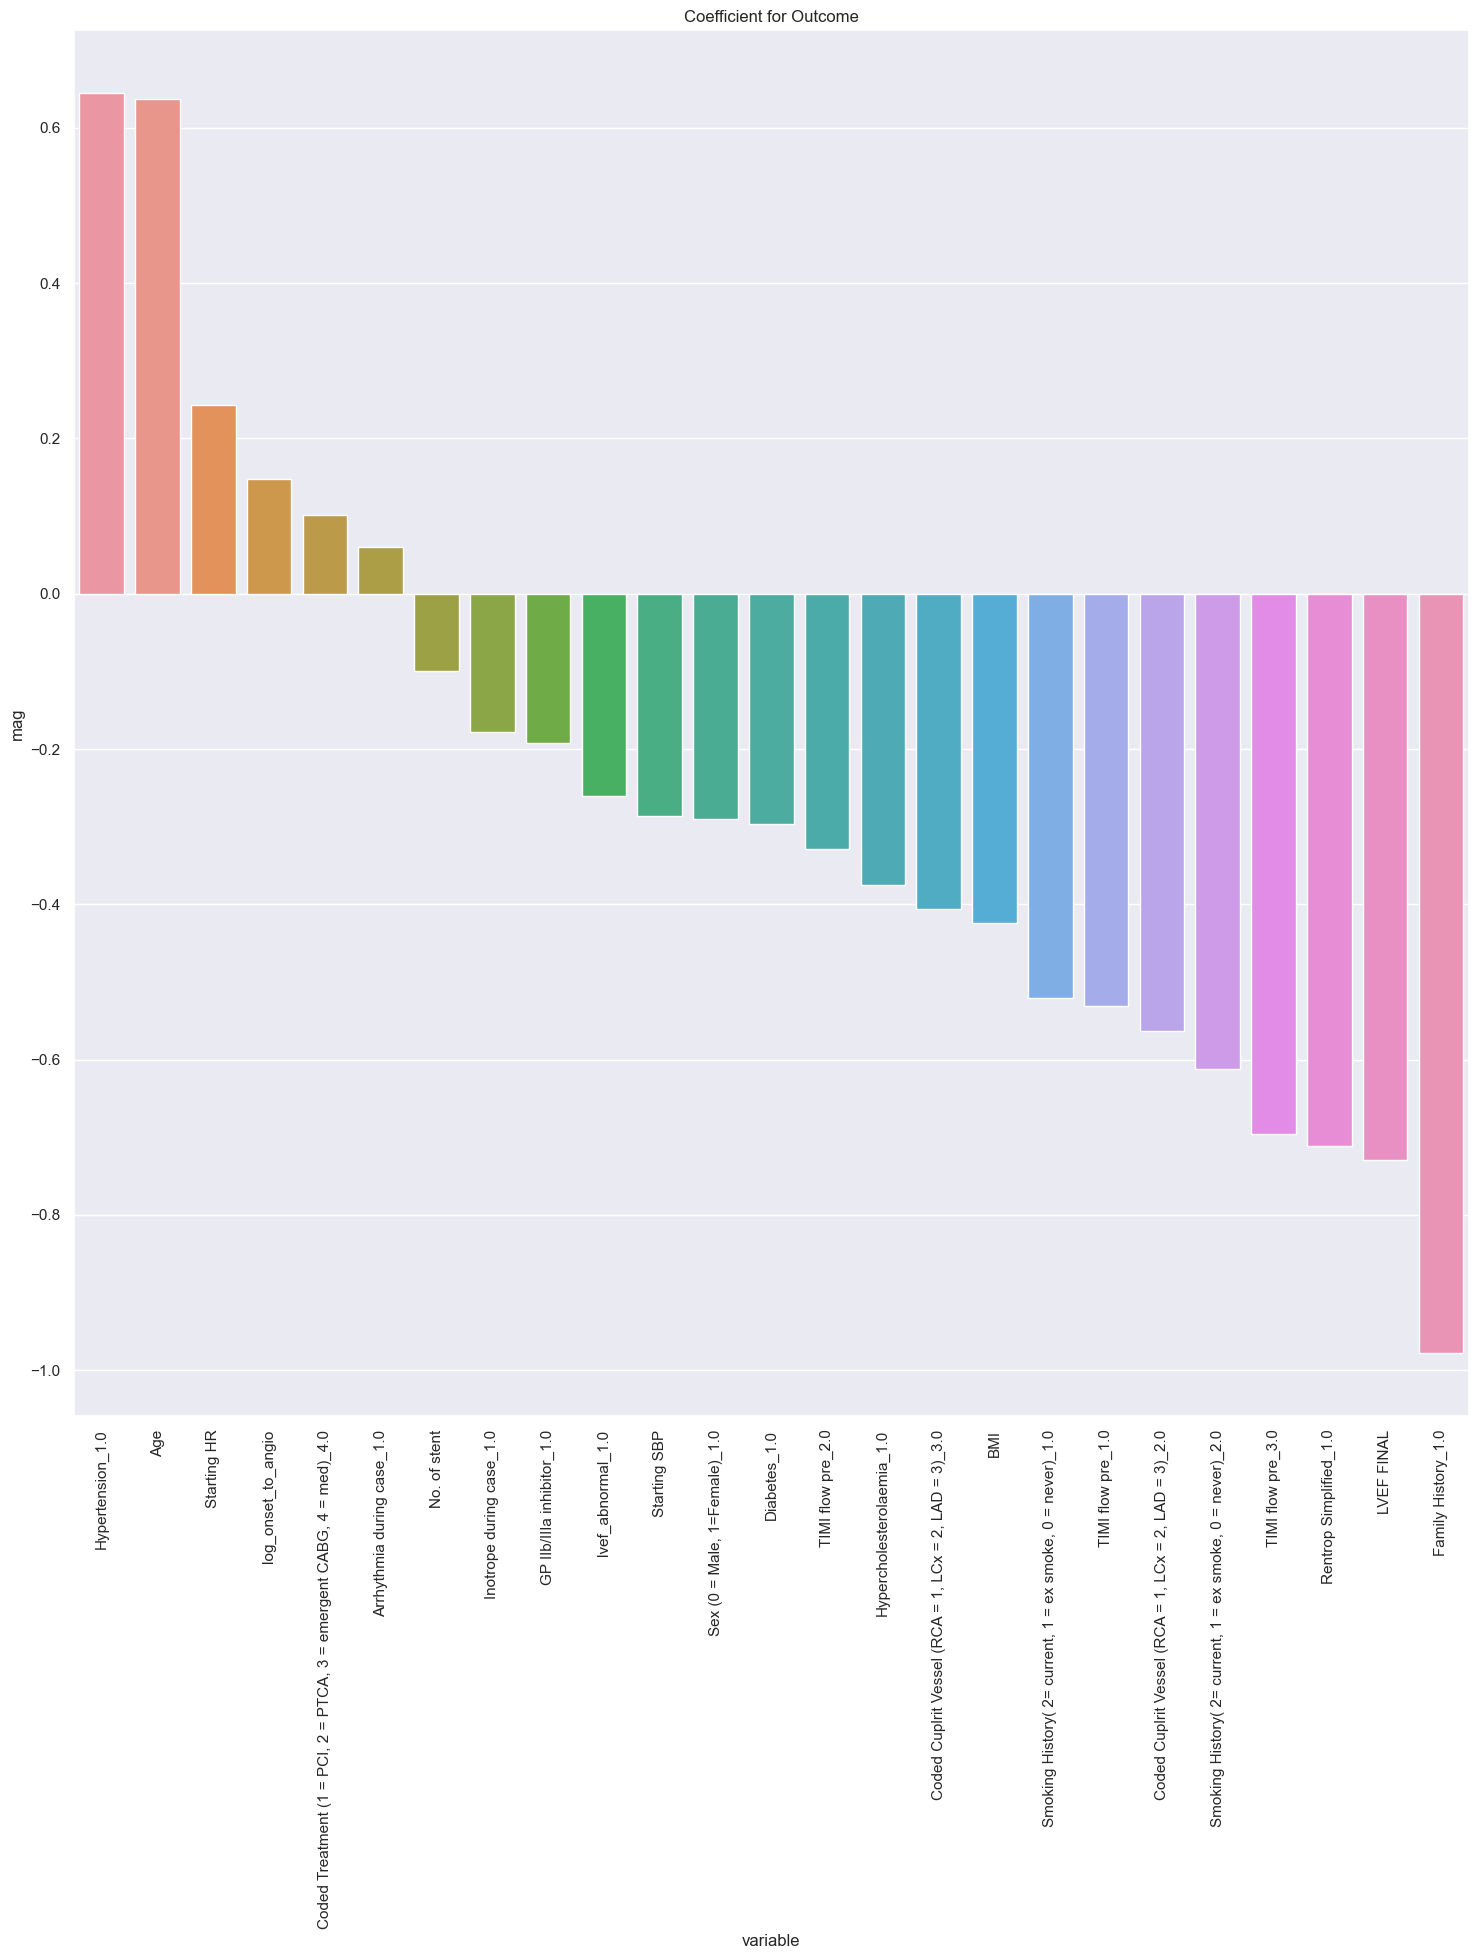 Coefficient for Outcome
mag
0.6
0.4
0.2
0.0
−0.2
−0.4
−0.6
−0.8
−1.0
Hypertension_1.0
Age
Starting HR
log_onset_to_angio
Coded Treatment (1 = PCI, 2 = PTCA, 3 = emergent CABG, 4 = med)_4.0
Arrhythmia during case_1.0
No. of stent
Inotrope during case_1.0
GP IIb/IIIa inhibitor_1.0
lvef_abnormal_1.0
Starting SBP
Sex (0 = Male, 1=Female)_1.0
Diabetes_1.0
TIMI flow pre_2.0
Hypercholesterolaemia_1.0
Coded Cuplrit Vessel (RCA = 1, LCx = 2, LAD = 3)_3.0
BMI
Smoking History( 2= current, 1 = ex smoke, 0 = never)_1.0
TIMI flow pre_1.0
Coded Cuplrit Vessel (RCA = 1, LCx = 2, LAD = 3)_2.0
Smoking History( 2= current, 1 = ex smoke, 0 = never)_2.0
TIMI flow pre_3.0
Rentrop Simplified_1.0
LVEF FINAL
Family History_1.0
variable